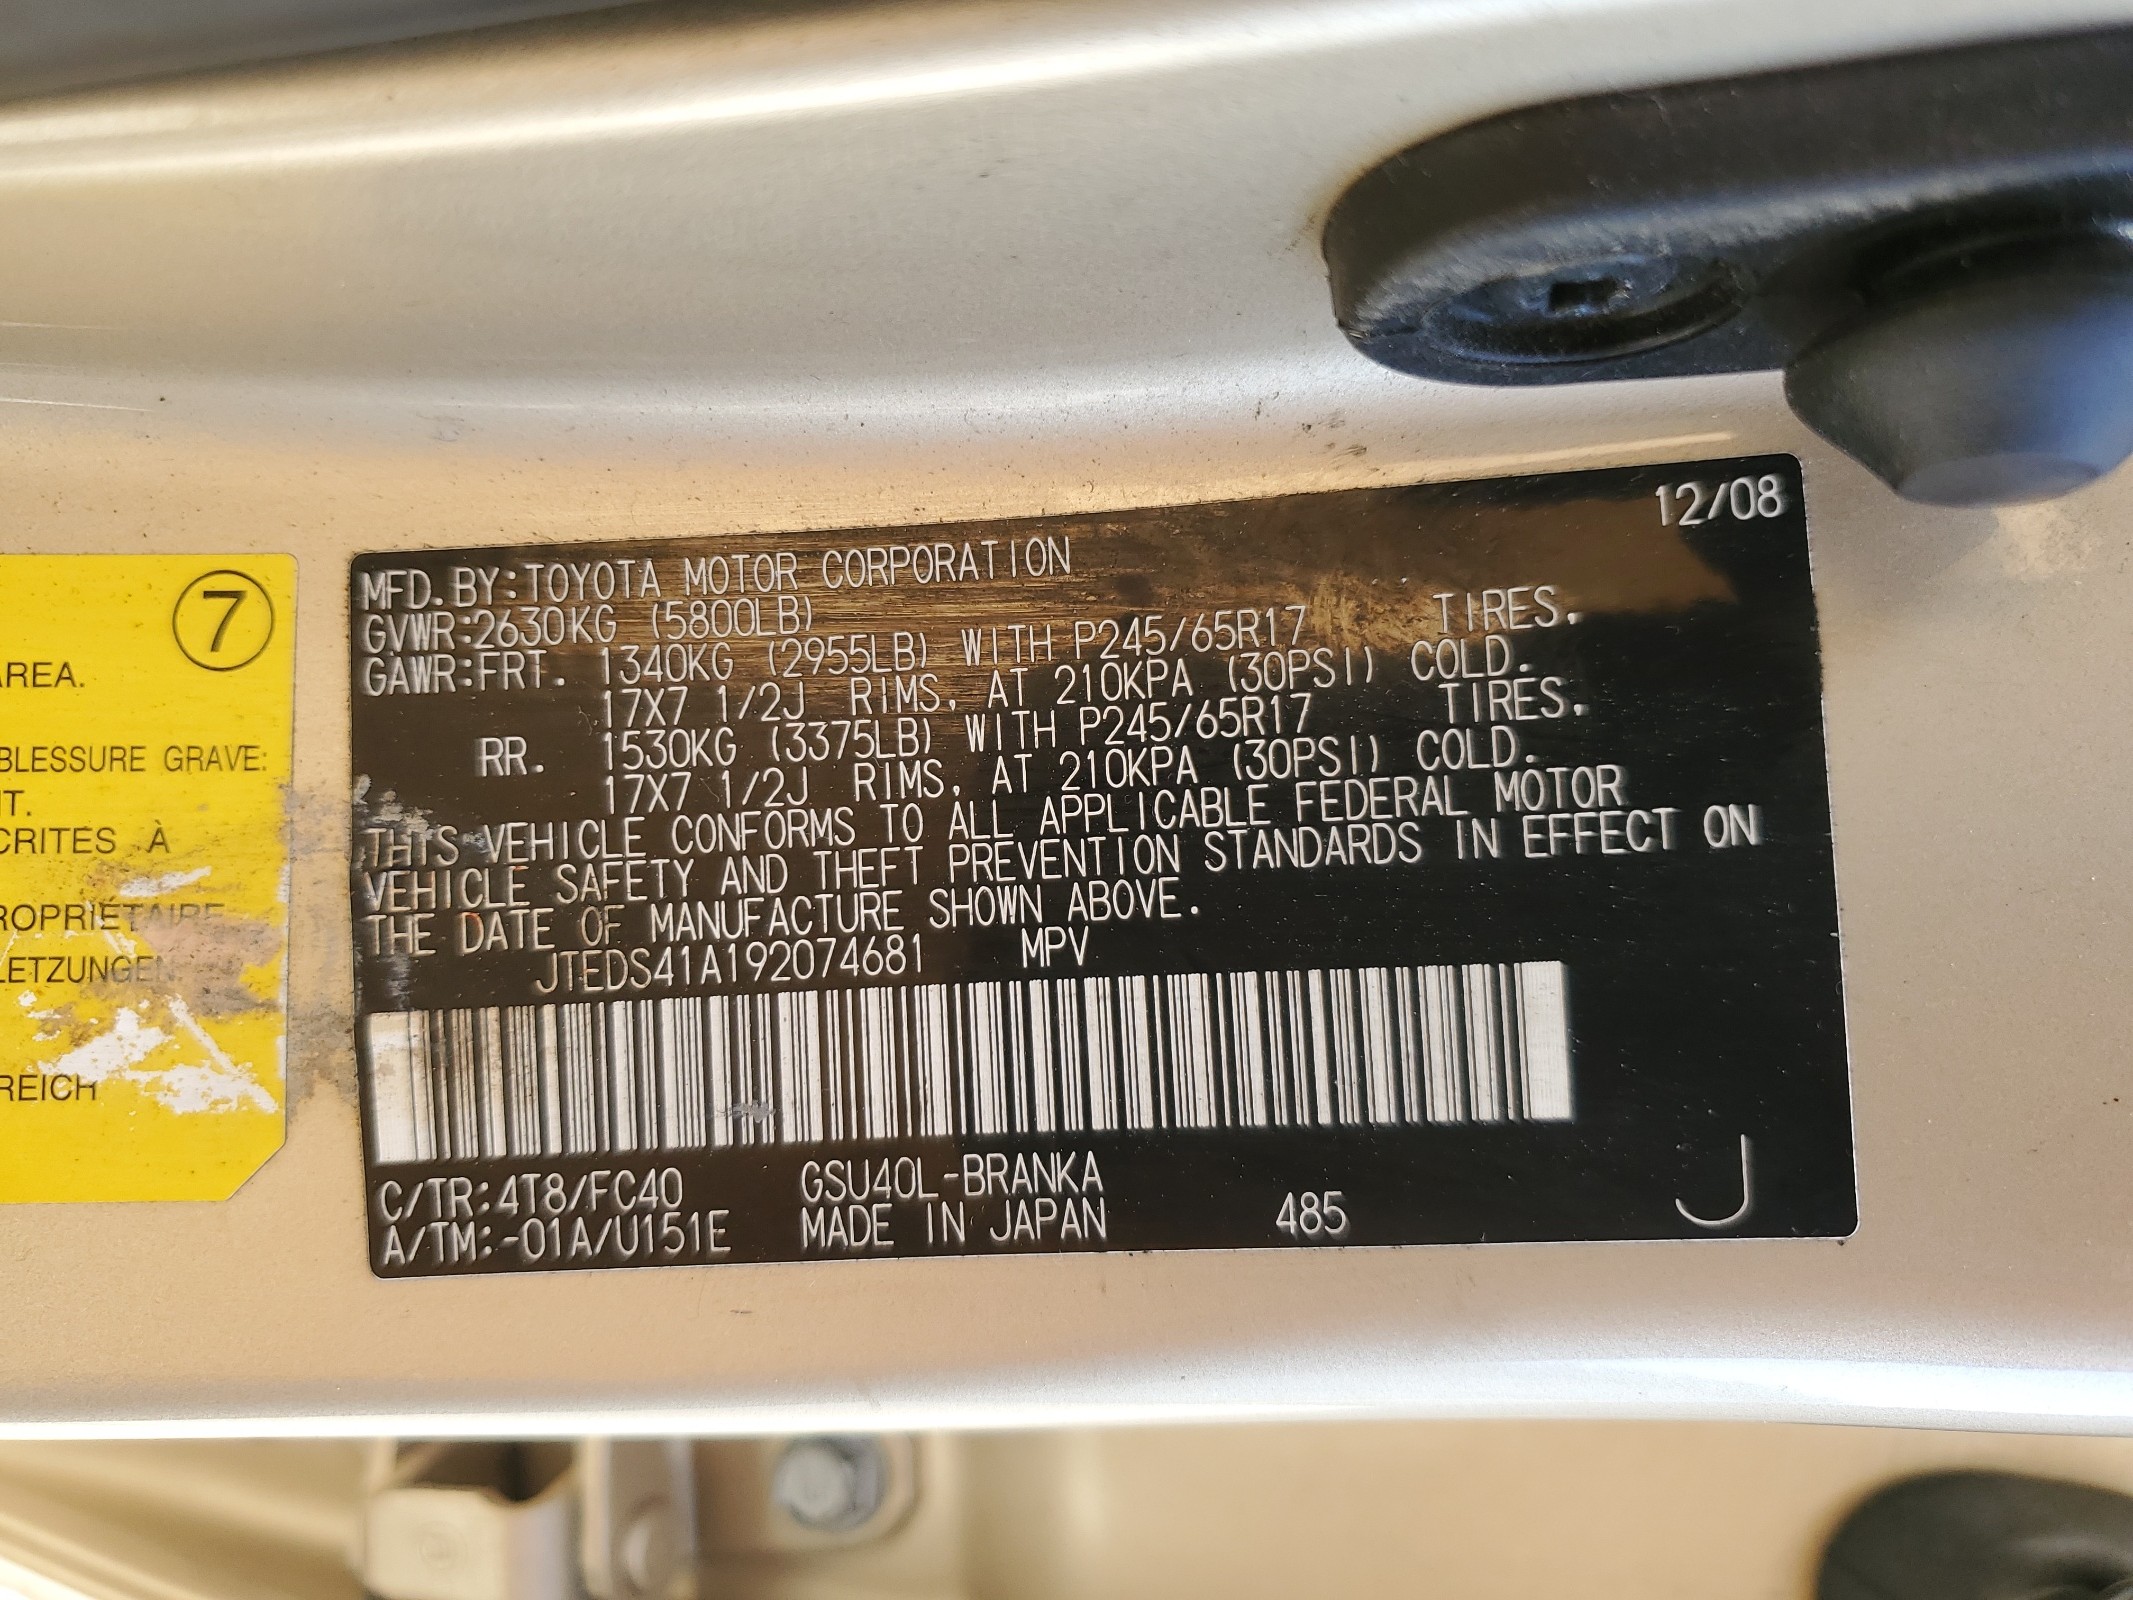 7
AREA.
BLESSURE GRAVE:
NT.
CRITES À
PROPRIÉTAIRE
LETZUNGEN
REICH
12/08
MFD. BY:TOYOTA MOTOR CORPORATION
GVWR:2630KG (5800LB)
GAWR:FRT. 1340KG (2955LB) WITH P245/65R17 TIRES,
17X7 1/2J RIMS, AT 210KPA (30PSI) COLD.
RR. 1530KG (3375LB) WITH P245/65R17 TIRES,
17X7 1/2J RIMS, AT 210KPA (30PSI) COLD.
THIS VEHICLE CONFORMS TO ALL APPLICABLE FEDERAL MOTOR
VEHICLE SAFETY AND THEFT PREVENTION STANDARDS IN EFFECT ON
THE DATE OF MANUFACTURE SHOWN ABOVE.
JTEDS41A192074681 MPV
C/TR:4T8/FC40 GSU40L-BRANKA
A/TM:-01A/U151E MADE IN JAPAN 485 J